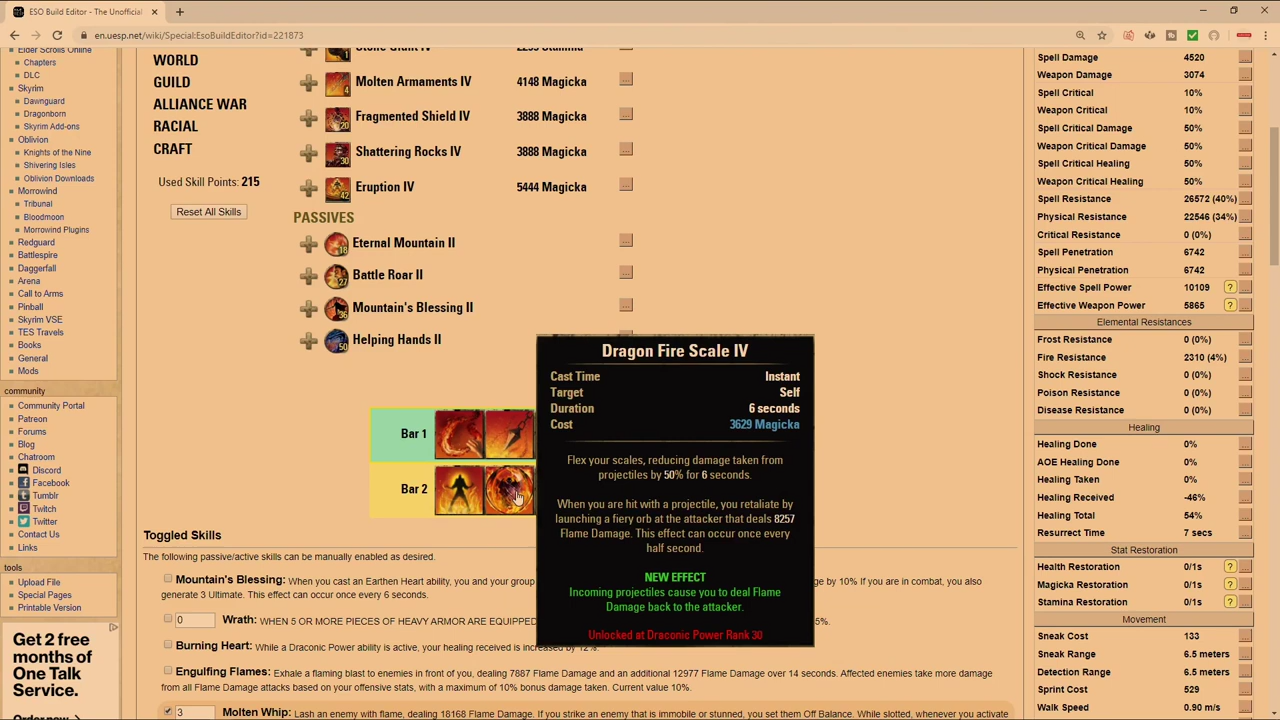 ESO Build Editor - The Unofficial
en.uesp.net/wiki/Special:EsoBuildEditor?id=221873
Elder Scrolls Online
Chapters
DLC
Skyrim
Dawnguard
Dragonborn
Skyrim Add-ons
Oblivion
Knights of the Nine
Shivering Isles
Oblivion Downloads
Morrowind
Tribunal
Bloodmoon
Morrowind Plugins
Redguard
Battlespire
Daggerfall
Arena
Call to Arms
Pinball
Skyrim VSE
TES Travels
Books
General
Mods
community
Community Portal
Patreon
Forums
Blog
Chatroom
Discord
Facebook
Tumblr
Twitch
Twitter
Contact Us
Links
tools
Upload File
Special Pages
Printable Version
Get 2 free
months of
One Talk
Service.
WORLD
GUILD
ALLIANCE WAR
RACIAL
CRAFT
Used Skill Points: 215
Reset All Skills
Stone Giant IV 2295 Stamina
Molten Armaments IV 4148 Magicka
Fragmented Shield IV 3888 Magicka
Shattering Rocks IV 3888 Magicka
Eruption IV 5444 Magicka
PASSIVES
Eternal Mountain II
Battle Roar II
Mountain's Blessing II
Helping Hands II
Bar 1
Bar 2
Dragon Fire Scale IV
Cast Time Instant
Target Self
Duration 6 seconds
Cost 3629 Magicka
Flex your scales, reducing damage taken from
projectiles by 50% for 6 seconds.
When you are hit with a projectile, you retaliate by
launching a fiery orb at the attacker that deals 8257
Flame Damage. This effect can occur once every
half second.
NEW EFFECT
Incoming projectiles cause you to deal Flame
Damage back to the attacker.
Unlocked at Draconic Power Rank 30
Toggled Skills
The following passive/active skills can be manually enabled as desired.
Mountain's Blessing: When you cast an Earthen Heart ability, you and your group age by 10% If you are in combat, you also
generate 3 Ultimate. This effect can occur once every 6 seconds.
0 Wrath: WHEN 5 OR MORE PIECES OF HEAVY ARMOR ARE EQUIPPED 5%.
Burning Heart: While a Draconic Power ability is active, your healing received is increased by 12%.
Engulfing Flames: Exhale a flaming blast to enemies in front of you, dealing 7887 Flame Damage and an additional 12977 Flame Damage over 14 seconds. Affected enemies take more damage
from all Flame Damage attacks based on your offensive stats, with a maximum of 10% bonus damage taken. Current value 10%.
3 Molten Whip: Lash an enemy with flame, dealing 18168 Flame Damage. If you strike an enemy that is immobile or stunned, you set them Off Balance. While slotted, whenever you activate
Spell Damage 4520
Weapon Damage 3074
Spell Critical 10%
Weapon Critical 10%
Spell Critical Damage 50%
Weapon Critical Damage 50%
Spell Critical Healing 50%
Weapon Critical Healing 50%
Spell Resistance 26572 (40%)
Physical Resistance 22546 (34%)
Critical Resistance 0 (0%)
Spell Penetration 6742
Physical Penetration 6742
Effective Spell Power 10109 ?
Effective Weapon Power 5865 ?
Elemental Resistances
Frost Resistance 0 (0%)
Fire Resistance 2310 (4%)
Shock Resistance 0 (0%)
Poison Resistance 0 (0%)
Disease Resistance 0 (0%)
Healing
Healing Done 0%
AOE Healing Done 0%
Healing Taken 0%
Healing Received -46%
Healing Total 54%
Resurrect Time 7 secs
Stat Restoration
Health Restoration 0/1s ?
Magicka Restoration 0/1s ?
Stamina Restoration 0/1s ?
Movement
Sneak Cost 133
Sneak Range 6.5 meters
Detection Range 6.5 meters
Sprint Cost 529
Walk Speed 0.90 m/s